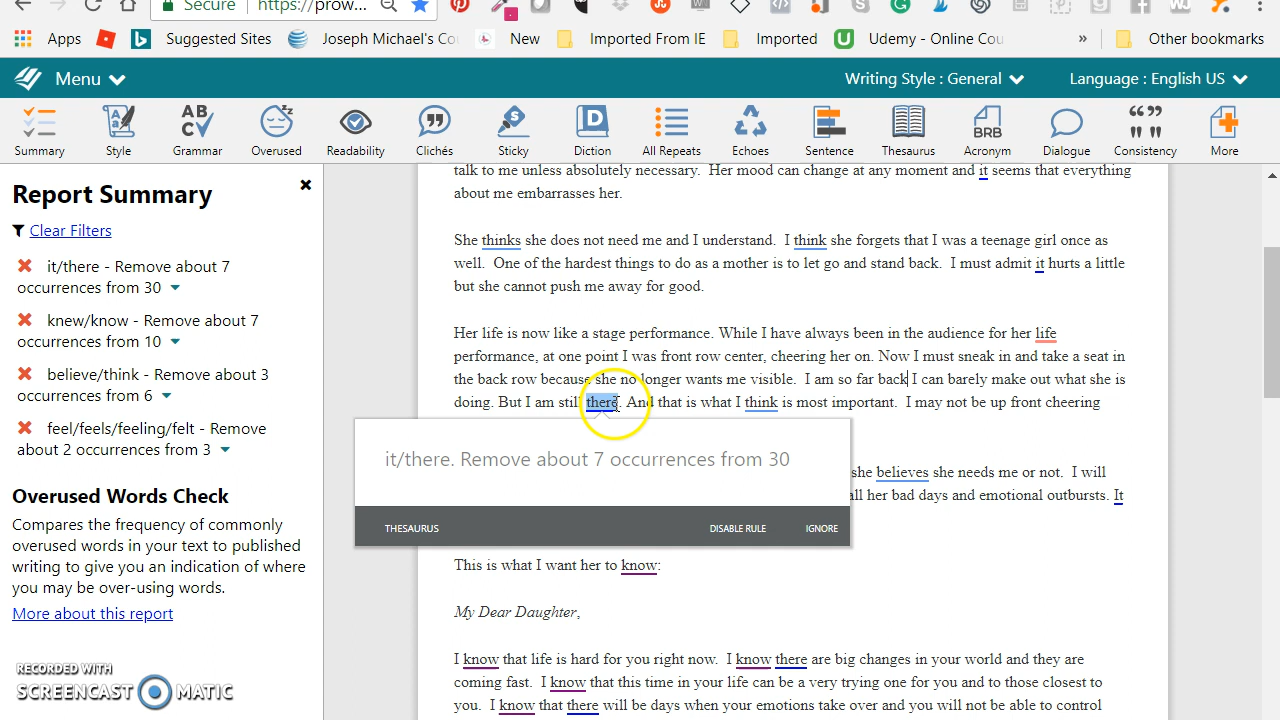 Secure https://prow...
Apps
Suggested Sites
Joseph Michael's Co
New
Imported From IE
Imported
Udemy - Online Cou
»
Other bookmarks
Menu
Writing Style : General
Language : English US
Summary
Style
Grammar
Overused
Readability
Clichés
Sticky
Diction
All Repeats
Echoes
Sentence
Thesaurus
Acronym
Dialogue
Consistency
More
Report Summary
Clear Filters
it/there - Remove about 7
occurrences from 30
knew/know - Remove about 7
occurrences from 10
believe/think - Remove about 3
occurrences from 6
feel/feels/feeling/felt - Remove
about 2 occurrences from 3
Overused Words Check
Compares the frequency of commonly
overused words in your text to published
writing to give you an indication of where
you may be over-using words.
More about this report
RECORDED WITH
SCREENCAST MATIC
talk to me unless absolutely necessary. Her mood can change at any moment and it seems that everything
about me embarrasses her.
She thinks she does not need me and I understand. I think she forgets that I was a teenage girl once as
well. One of the hardest things to do as a mother is to let go and stand back. I must admit it hurts a little
but she cannot push me away for good.
Her life is now like a stage performance. While I have always been in the audience for her life
performance, at one point I was front row center, cheering her on. Now I must sneak in and take a seat in
the back row because she no longer wants me visible. I am so far back I can barely make out what she is
doing. But I am still there. And that is what I think is most important. I may not be up front cheering
it/there. Remove about 7 occurrences from 30
THESAURUS
DISABLE RULE
IGNORE
she believes she needs me or not. I will
all her bad days and emotional outbursts. It
This is what I want her to know:
My Dear Daughter,
I know that life is hard for you right now. I know there are big changes in your world and they are
coming fast. I know that this time in your life can be a very trying one for you and to those closest to
you. I know that there will be days when your emotions take over and you will not be able to control